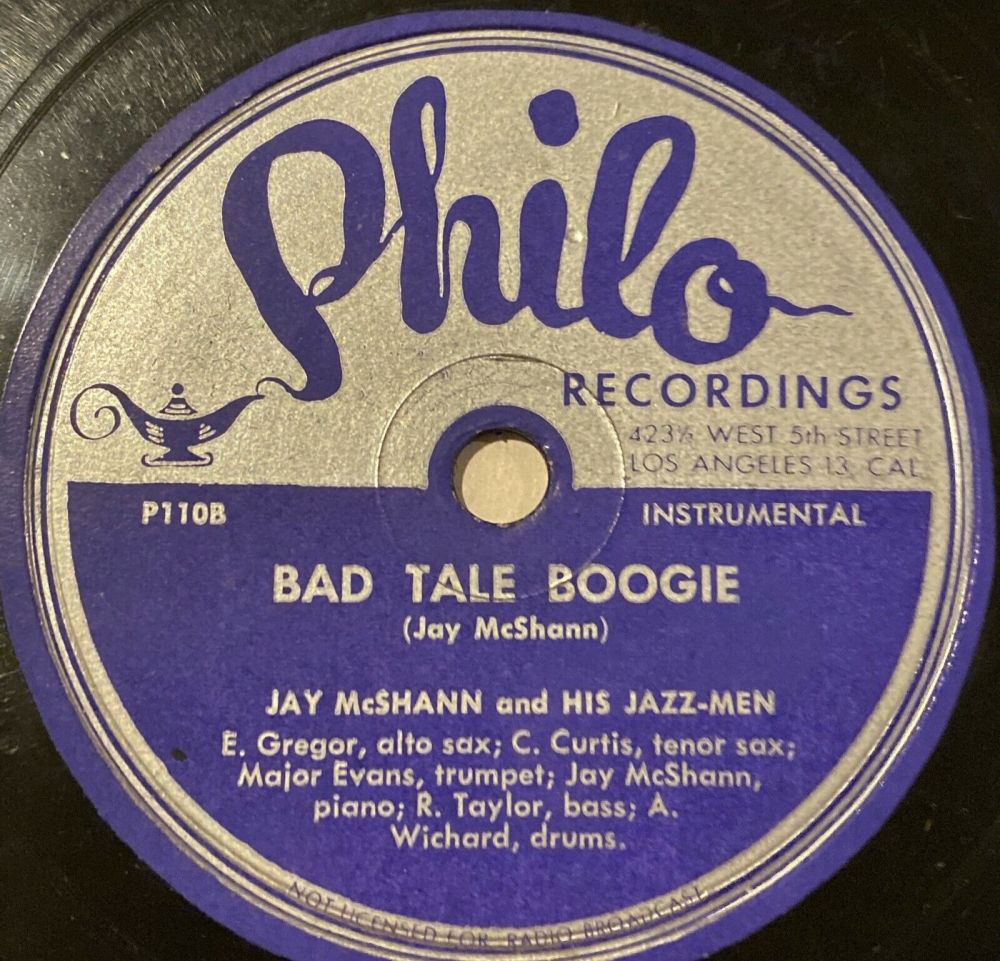 Philo
RECORDINGS
423½ WEST 5th STREET
LOS ANGELES 13, CAL.
P110B
INSTRUMENTAL
BAD TALE BOOGIE
(Jay McShann)
JAY McSHANN and HIS JAZZ-MEN
E. Gregor, alto sax; C. Curtis, tenor sax;
Major Evans, trumpet; Jay McShann,
piano; R. Taylor, bass; A.
Wichard, drums.
NOT LICENSED FOR RADIO BROADCAST